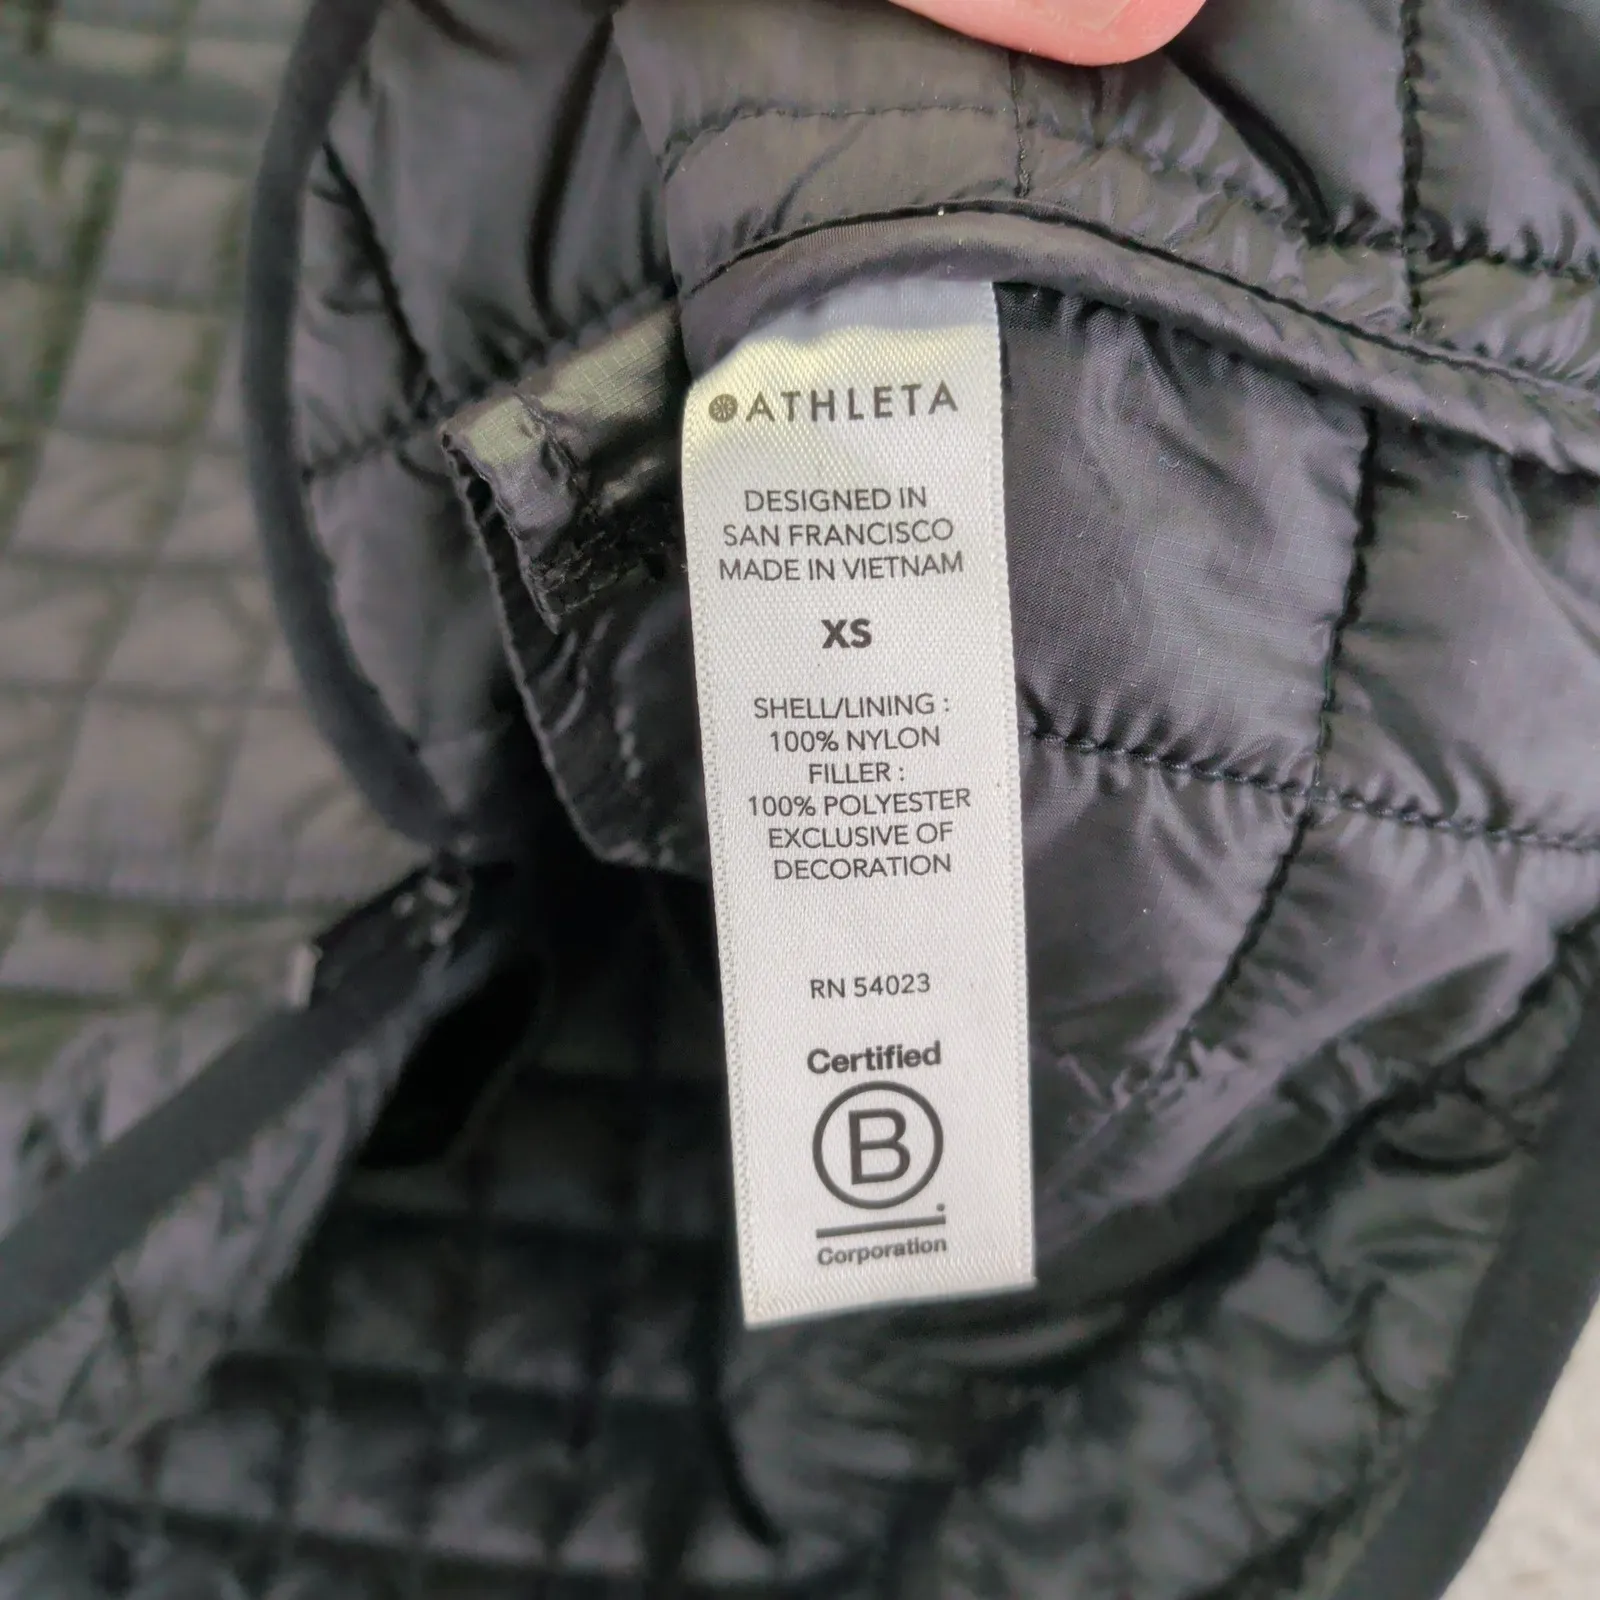 ATHLETA
DESIGNED IN
SAN FRANCISCO
MADE IN VIETNAM
XS
SHELL/LINING :
100% NYLON
FILLER :
100% POLYESTER
EXCLUSIVE OF
DECORATION
RN 54023
Certified
B
Corporation